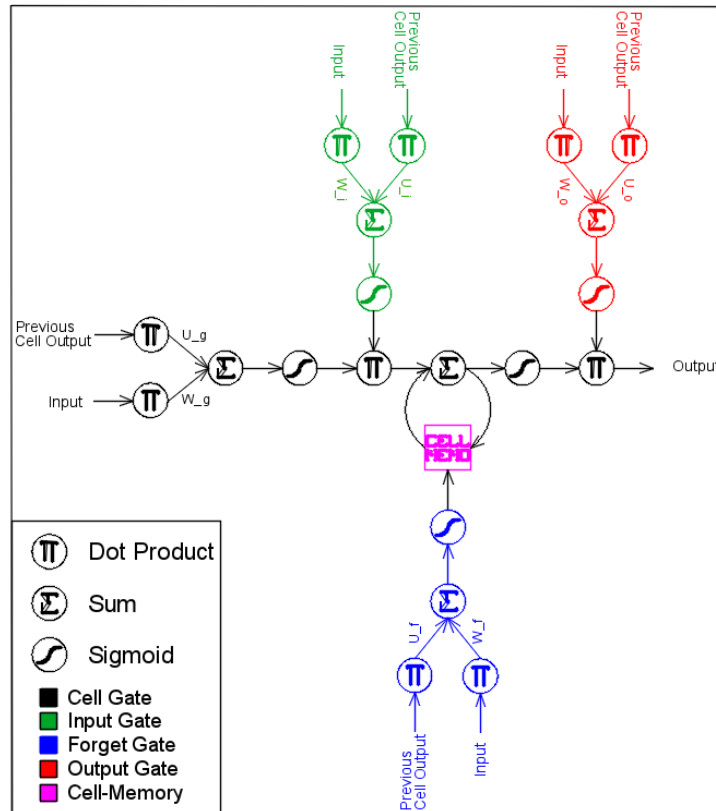 Input
Previous
Cell Output
Input
Previous
Cell Output
π
π
π
π
W_i
U_i
W_o
U_o
Σ
Σ
Previous
Cell Output
π
U_g
Σ
π
Σ
π
Output
Input
π
W_g
CELL
MEMO
Σ
U_f
W_f
π
π
Previous
Cell Output
Input
π Dot Product
Σ Sum
Sigmoid
Cell Gate
Input Gate
Forget Gate
Output Gate
Cell-Memory